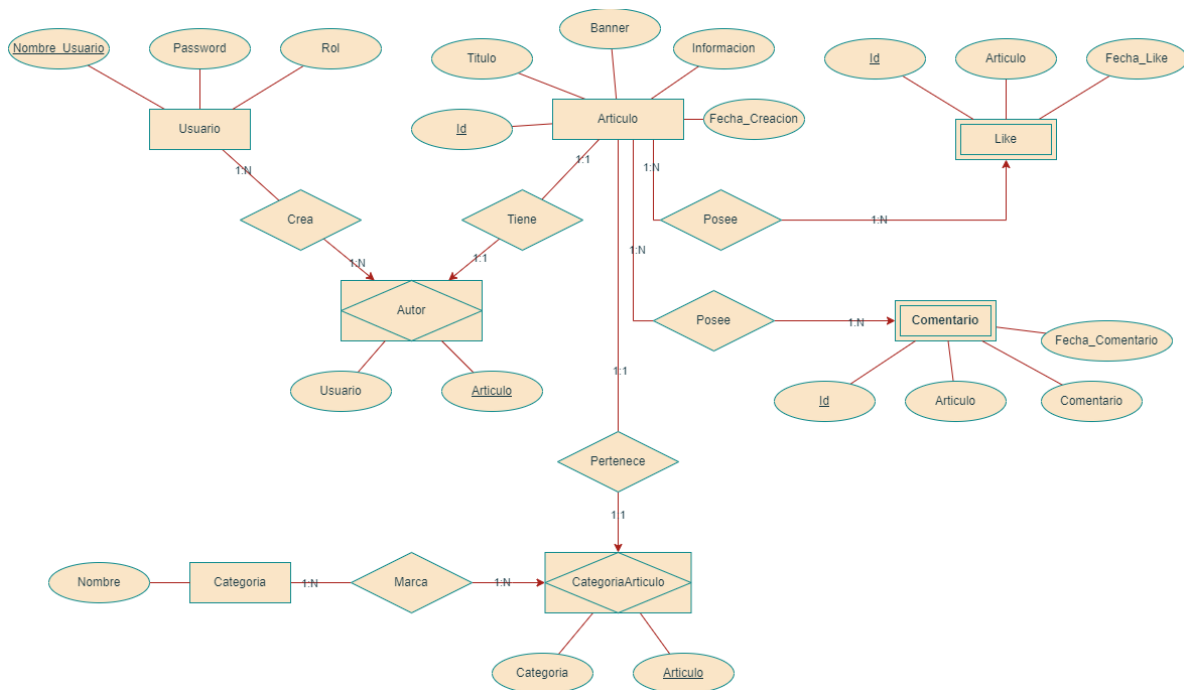 Banner
Nombre_Usuario
Password
Rol
Titulo
Informacion
Id
Articulo
Fecha_Like
Usuario
Id
Articulo
Fecha_Creacion
Like
1:N
1:1
1:N
Crea
Tiene
Posee
1:N
1:N
1:N
1:1
Autor
Posee
1:N
Comentario
Fecha_Comentario
1:1
Usuario
Articulo
Id
Articulo
Comentario
Pertenece
1:1
Nombre
Categoria
1:N
Marca
1:N
CategoriaArticulo
Categoria
Articulo